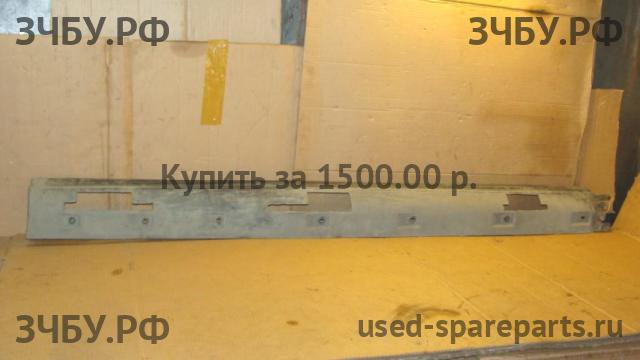 ЗЧБУ.РФ ЗЧБУ.РФ
Купить за 1500.00 р.
ЗЧБУ.РФ used-spareparts.ru